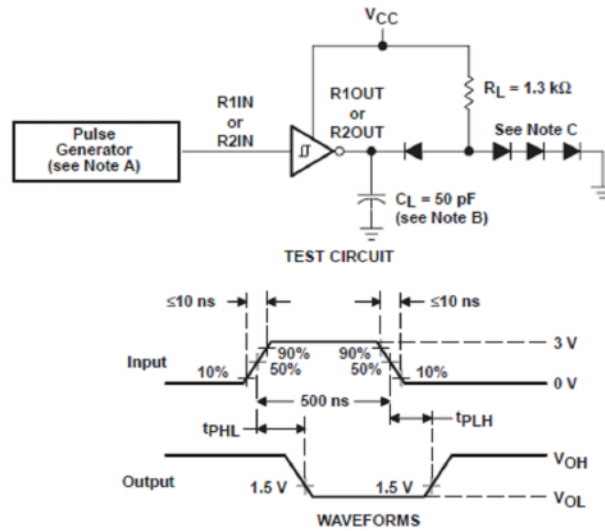 VCC
R1IN
or
R2IN
R1OUT
or
R2OUT
RL = 1.3 kΩ
Pulse
Generator
(see Note A)
See Note C
CL = 50 pF
(see Note B)
TEST CIRCUIT
≤10 ns
≤10 ns
Input
10%
90%
50%
90%
50%
10%
3 V
0 V
500 ns
tPHL
tPLH
Output
1.5 V
1.5 V
VOH
VOL
WAVEFORMS